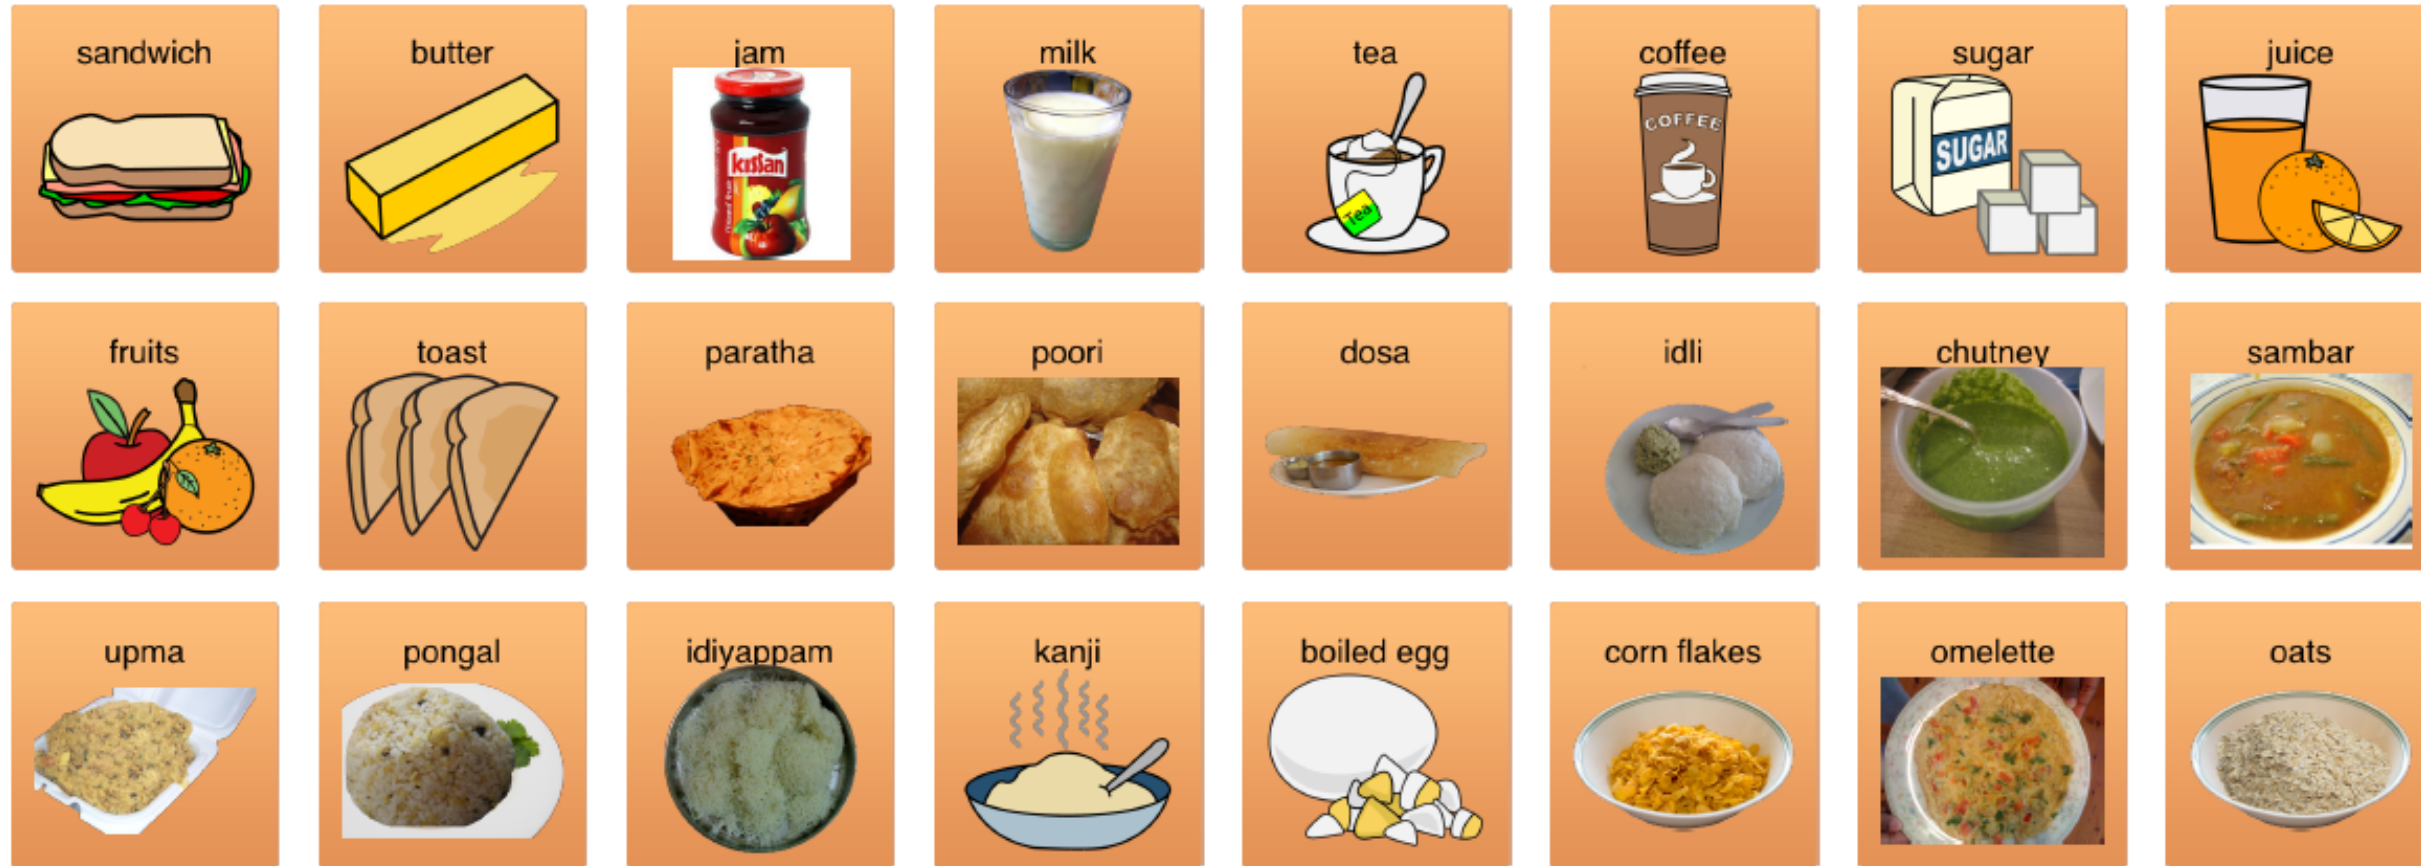 sandwich
butter
jam
kissan
milk
tea
Tea
coffee
COFFEE
sugar
SUGAR
juice
fruits
toast
paratha
poori
dosa
idli
chutney
sambar
upma
pongal
idiyappam
kanji
boiled egg
corn flakes
omelette
oats